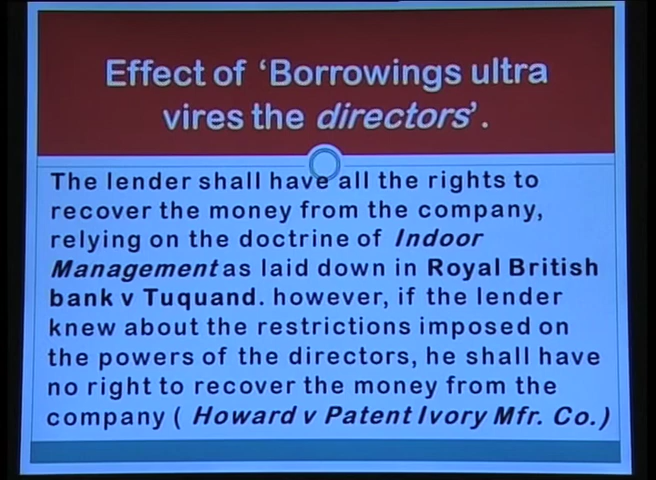 Effect of ‘Borrowings ultra
vires the directors’.
The lender shall have all the rights to
recover the money from the company,
relying on the doctrine of Indoor
Management as laid down in Royal British
bank v Tuquand. however, if the lender
knew about the restrictions imposed on
the powers of the directors, he shall have
no right to recover the money from the
company ( Howard v Patent Ivory Mfr. Co.)